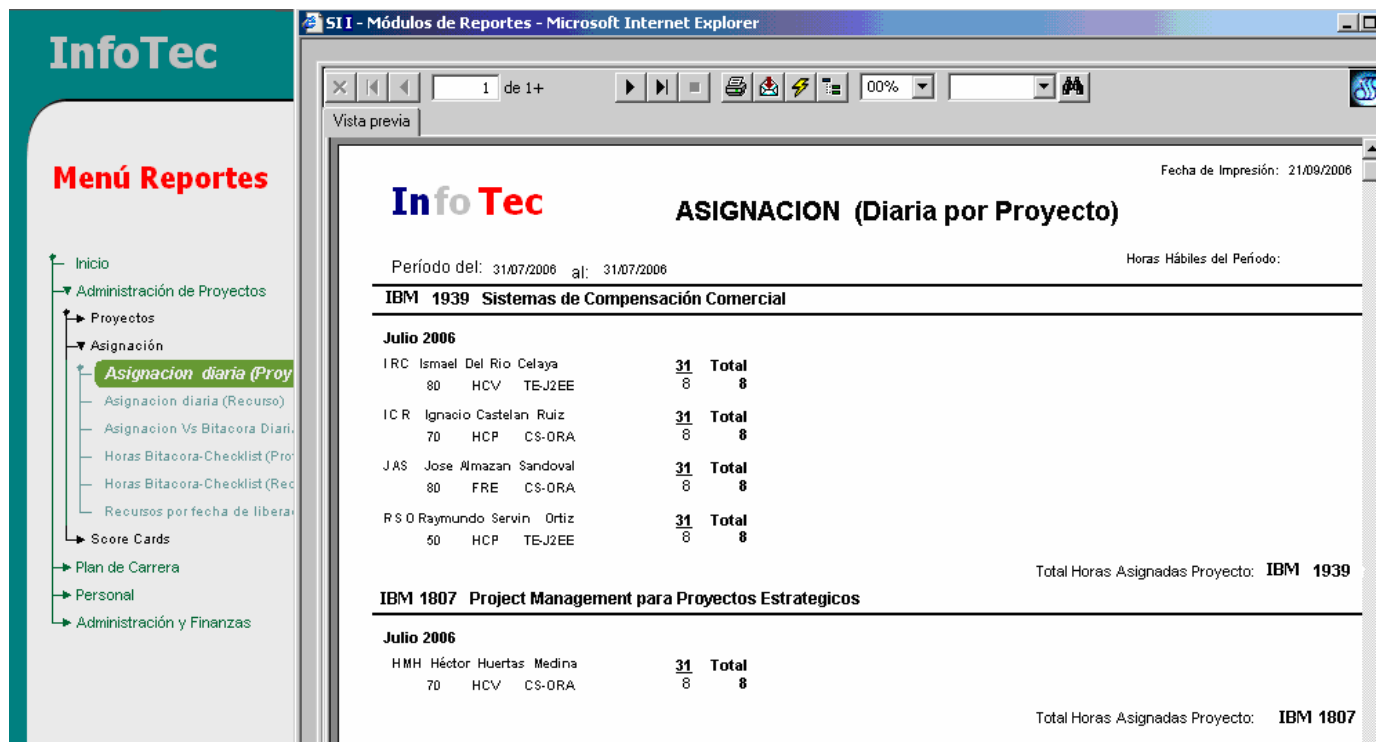 InfoTec
Menú Reportes
Inicio
Administración de Proyectos
Proyectos
Asignación
Asignacion diaria (Proy
Asignacion diaria (Recurso)
Asignacion Vs Bitacora Diari
Horas Bitacora-Checklist (Pro
Horas Bitacora-Checklist (Rec
Recursos por fecha de libera
Score Cards
Plan de Carrera
Personal
Administración y Finanzas
SII - Módulos de Reportes - Microsoft Internet Explorer
1 de 1+
00%
Vista previa
Fecha de Impresión: 21/09/2006
InfoTec
ASIGNACION (Diaria por Proyecto)
Período del: 31/07/2006 al: 31/07/2006
Horas Hábiles del Período:
IBM 1939 Sistemas de Compensación Comercial
Julio 2006
IRC Ismael Del Rio Celaya 31 Total
80 HCV TE-J2EE 8 8
ICR Ignacio Castelan Ruiz 31 Total
70 HCP CS-ORA 8 8
JAS Jose Almazan Sandoval 31 Total
80 FRE CS-ORA 8 8
RSO Raymundo Servin Ortiz 31 Total
50 HCP TE-J2EE 8 8
Total Horas Asignadas Proyecto: IBM 1939
IBM 1807 Project Management para Proyectos Estrategicos
Julio 2006
HMH Héctor Huertas Medina 31 Total
70 HCV CS-ORA 8 8
Total Horas Asignadas Proyecto: IBM 1807